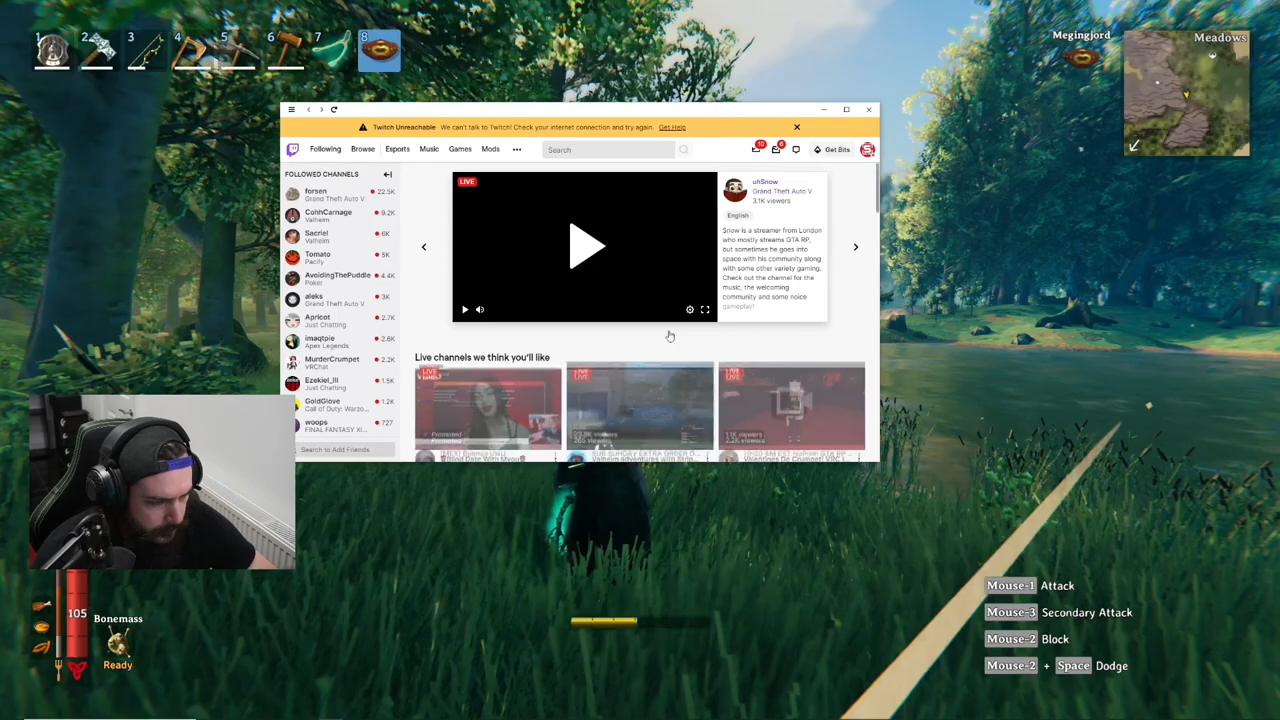 1 2 3 4 5 6 7 8
Megingjord
Meadows
Twitch Unreachable We can't talk to Twitch! Check your internet connection and try again. Get Help
Following Browse Esports Music Games Mods
Search
10
6
Get Bits
FOLLOWED CHANNELS
forsen 22.5K
Grand Theft Auto V
CohhCarnage 9.2K
Valheim
Sacriel 6K
Valheim
Tomato 5K
Pacify
AvoidingThePuddle 4.4K
Poker
aleks 3K
Grand Theft Auto V
Apricot 2.7K
Just Chatting
imaqtpie 2.6K
Apex Legends
MurderCrumpet 2.2K
VRChat
Ezekiel_III 1.5K
Just Chatting
GoldGlove 1.2K
Call of Duty: Warzo...
woops 727
FINAL FANTASY XI...
Search to Add Friends
LIVE
uhSnow
Grand Theft Auto V
3.1K viewers
English
Snow is a streamer from London
who mostly streams GTA RP,
but sometimes he goes into
space with his community along
with some other variety gaming.
Check out the channel for the
music, the welcoming
community and some noice
gameplay!
Live channels we think you'll like
LIVE
LIVE
LIVE
Promoted
105
Bonemass
Ready
Mouse-1 Attack
Mouse-3 Secondary Attack
Mouse-2 Block
Mouse-2 + Space Dodge